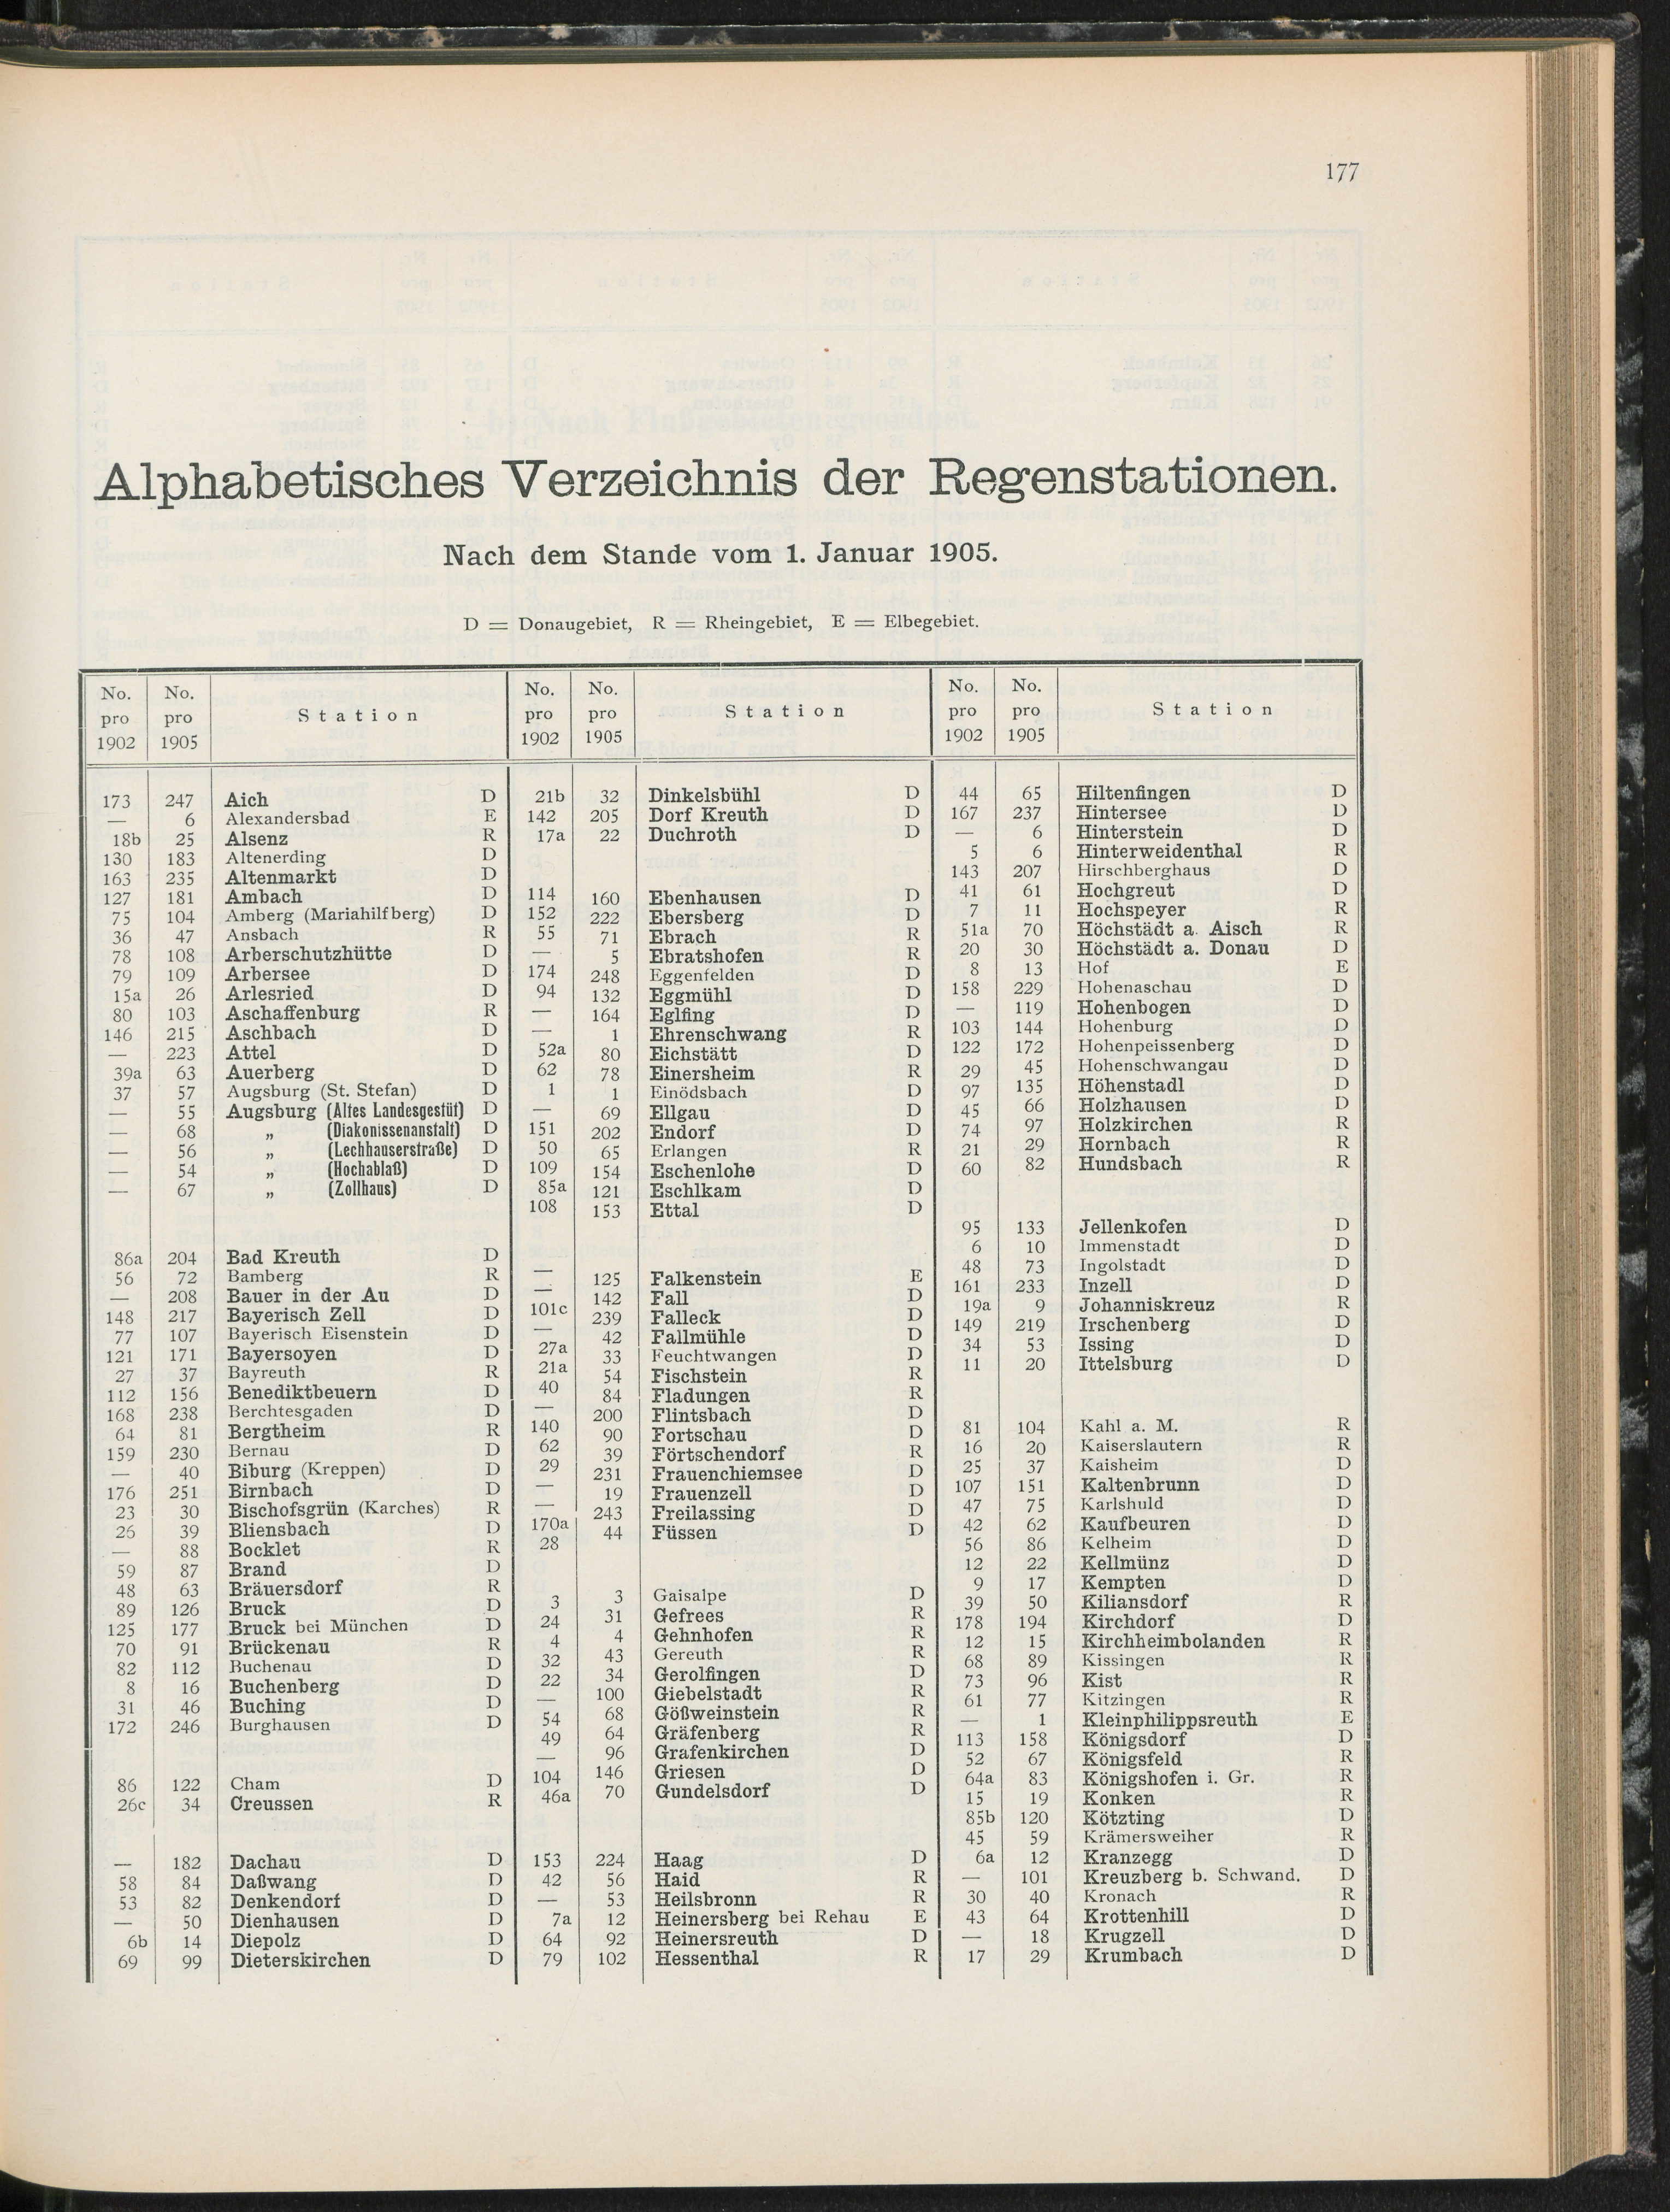 177
Alphabetisches Verzeichnis der Regenstationen.
Nach dem Stande vom 1. Januar 1905.
D = Donaugebiet, R = Rheingebiet, E = Elbegebiet.
No. pro 1902 No. pro 1905 Station
173 247 Aich D
— 6 Alexandersbad E
18b 25 Alsenz R
130 183 Altenerding D
163 235 Altenmarkt D
127 181 Ambach D
75 104 Amberg (Mariahilfberg) D
36 47 Ansbach R
78 108 Arberschutzhütte D
79 109 Arbersee D
15a 26 Arlesried D
80 103 Aschaffenburg R
146 215 Aschbach D
— 223 Attel D
39a 63 Auerberg D
37 57 Augsburg (St. Stefan) D
— 55 Augsburg (Altes Landesgestüt) D
— 68 „ (Diakonissenanstalt) D
— 56 „ (Lechhauserstraße) D
— 54 „ (Hochablaß) D
— 67 „ (Zollhaus) D
86a 204 Bad Kreuth D
56 72 Bamberg R
— 208 Bauer in der Au D
148 217 Bayerisch Zell D
77 107 Bayerisch Eisenstein D
121 171 Bayersoyen D
27 37 Bayreuth R
112 156 Benediktbeuern D
168 238 Berchtesgaden D
64 81 Bergtheim R
159 230 Bernau D
— 40 Biburg (Kreppen) D
176 251 Birnbach D
23 30 Bischofsgrün (Karches) R
26 39 Bliensbach D
— 88 Bocklet R
59 87 Brand D
48 63 Bräuersdorf R
89 126 Bruck D
125 177 Bruck bei München D
70 91 Brückenau R
82 112 Buchenau D
8 16 Buchenberg D
31 46 Buching D
172 246 Burghausen D
86 122 Cham D
26c 34 Creussen R
— 182 Dachau D
58 84 Daßwang D
53 82 Denkendorf D
— 50 Dienhausen D
6b 14 Diepolz D
69 99 Dieterskirchen D
No. pro 1902 No. pro 1905 Station
21b 32 Dinkelsbühl D
142 205 Dorf Kreuth D
17a 22 Duchroth D
114 160 Ebenhausen D
152 222 Ebersberg D
55 71 Ebrach R
— 5 Ebratshofen R
174 248 Eggenfelden D
94 132 Eggmühl D
— 164 Eglfing D
— 1 Ehrenschwang R
52a 80 Eichstätt D
62 78 Einersheim R
1 1 Einödsbach D
— 69 Ellgau D
151 202 Endorf D
50 65 Erlangen R
109 154 Eschenlohe D
85a 121 Eschlkam D
108 153 Ettal D
— 125 Falkenstein E
— 142 Fall D
101c 239 Falleck D
— 42 Fallmühle D
27a 33 Feuchtwangen D
21a 54 Fischstein R
40 84 Fladungen R
— 200 Flintsbach D
140 90 Fortschau D
62 39 Förtschendorf R
29 231 Frauenchiemsee D
— 19 Frauenzell D
— 243 Freilassing D
170a 44 Füssen D
28
3 3 Gaisalpe D
24 31 Gefrees R
4 4 Gehnhofen R
32 43 Gereuth R
22 34 Gerolfingen D
— 100 Giebelstadt R
54 68 Gößweinstein R
49 64 Gräfenberg R
— 96 Grafenkirchen D
104 146 Griesen D
46a 70 Gundelsdorf D
153 224 Haag D
42 56 Haid R
— 53 Heilsbronn R
7a 12 Heinersberg bei Rehau E
64 92 Heinersreuth D
79 102 Hessenthal R
No. pro 1902 No. pro 1905 Station
44 65 Hiltenfingen D
167 237 Hintersee D
— 6 Hinterstein D
5 6 Hinterweidenthal R
143 207 Hirschberghaus D
41 61 Hochgreut D
7 11 Hochspeyer R
51a 70 Höchstädt a. Aisch R
20 30 Höchstädt a. Donau D
8 13 Hof E
158 229 Hohenaschau D
— 119 Hohenbogen D
103 144 Hohenburg D
122 172 Hohenpeissenberg D
29 45 Hohenschwangau D
97 135 Höhenstadl D
45 66 Holzhausen D
74 97 Holzkirchen R
21 29 Hornbach R
60 82 Hundsbach R
95 133 Jellenkofen D
6 10 Immenstadt D
48 73 Ingolstadt D
161 233 Inzell D
19a 9 Johanniskreuz R
149 219 Irschenberg D
34 53 Issing D
11 20 Ittelsburg D
81 104 Kahl a. M. R
16 20 Kaiserslautern R
25 37 Kaisheim D
107 151 Kaltenbrunn D
47 75 Karlshuld D
42 62 Kaufbeuren D
56 86 Kelheim D
12 22 Kellmünz D
9 17 Kempten D
39 50 Kiliansdorf R
178 194 Kirchdorf D
12 15 Kirchheimbolanden R
68 89 Kissingen R
73 96 Kist R
61 77 Kitzingen R
— 1 Kleinphilippsreuth E
113 158 Königsdorf D
52 67 Königsfeld R
64a 83 Königshofen i. Gr. R
15 19 Konken R
85b 120 Kötzting D
45 59 Krämersweiher R
6a 12 Kranzegg D
— 101 Kreuzberg b. Schwand. D
30 40 Kronach R
43 64 Krottenhill D
— 18 Krugzell D
17 29 Krumbach D